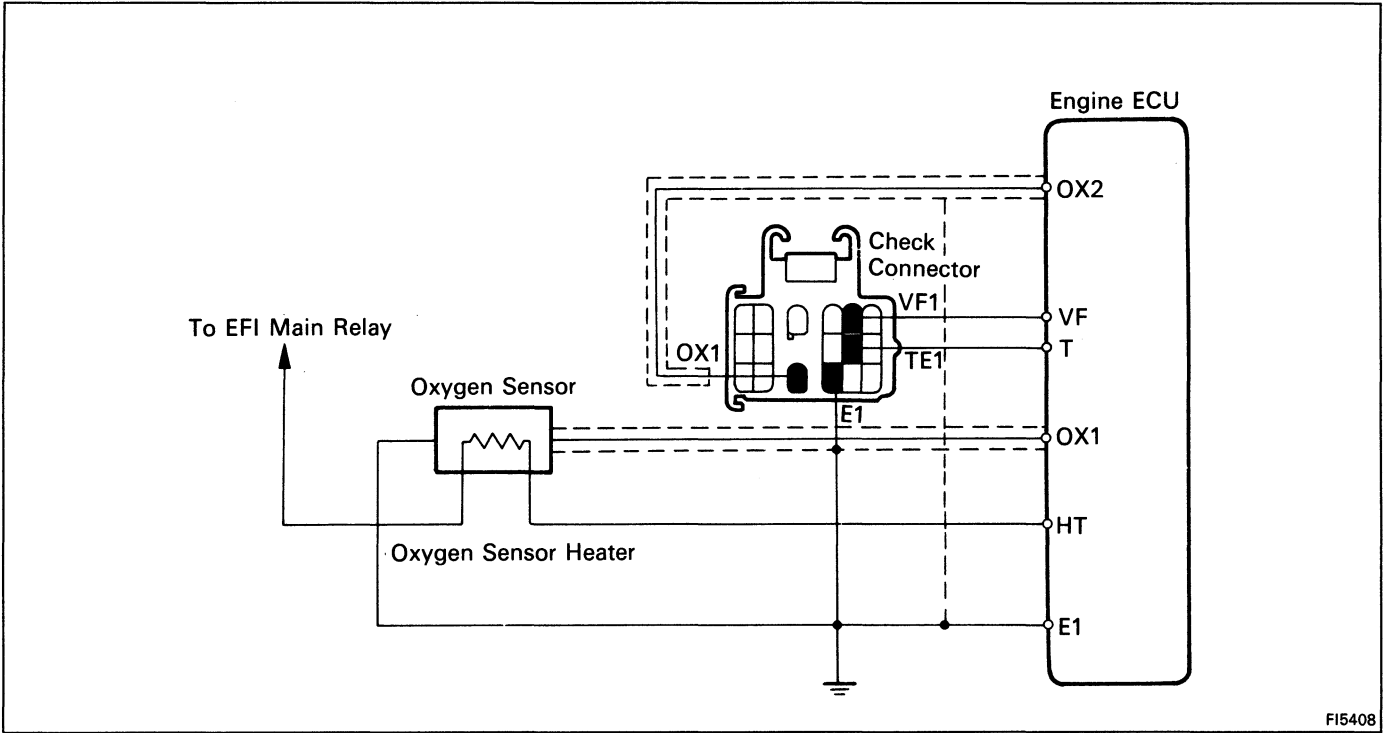 Engine ECU
OX2
Check
Connector
VF1
VF
To EFI Main Relay
OX1
TE1
T
Oxygen Sensor
E1
OX1
HT
Oxygen Sensor Heater
E1
FI5408